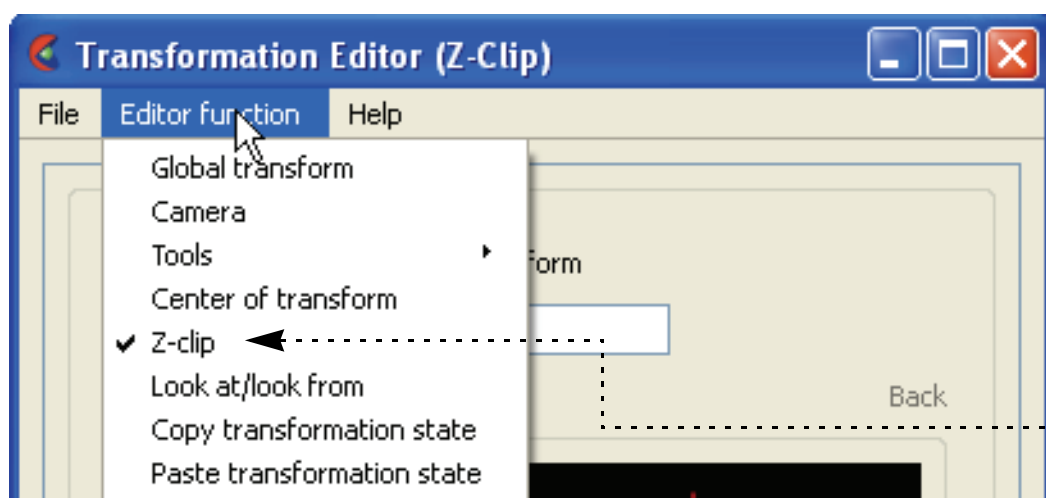 Transformation Editor (Z-Clip)
File Editor function Help
Global transform
Camera
Tools
form
Center of transform
Z-clip
Look at/look from
Back
Copy transformation state
Paste transformation state